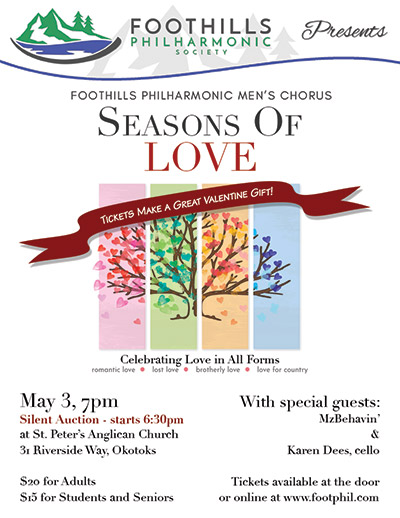 FOOTHILLS
PHILHARMONIC
SOCIETY
Presents
FOOTHILLS PHILHARMONIC MEN'S CHORUS
SEASONS OF
LOVE
TICKETS MAKE A GREAT VALENTINE GIFT!
Celebrating Love in All Forms
romantic love • lost love • brotherly love • love for country
May 3, 7pm
Silent Auction - starts 6:30pm
at St. Peter's Anglican Church
31 Riverside Way, Okotoks
$20 for Adults
$15 for Students and Seniors
With special guests:
MzBehavin'
&
Karen Dees, cello
Tickets available at the door
or online at www.footphil.com